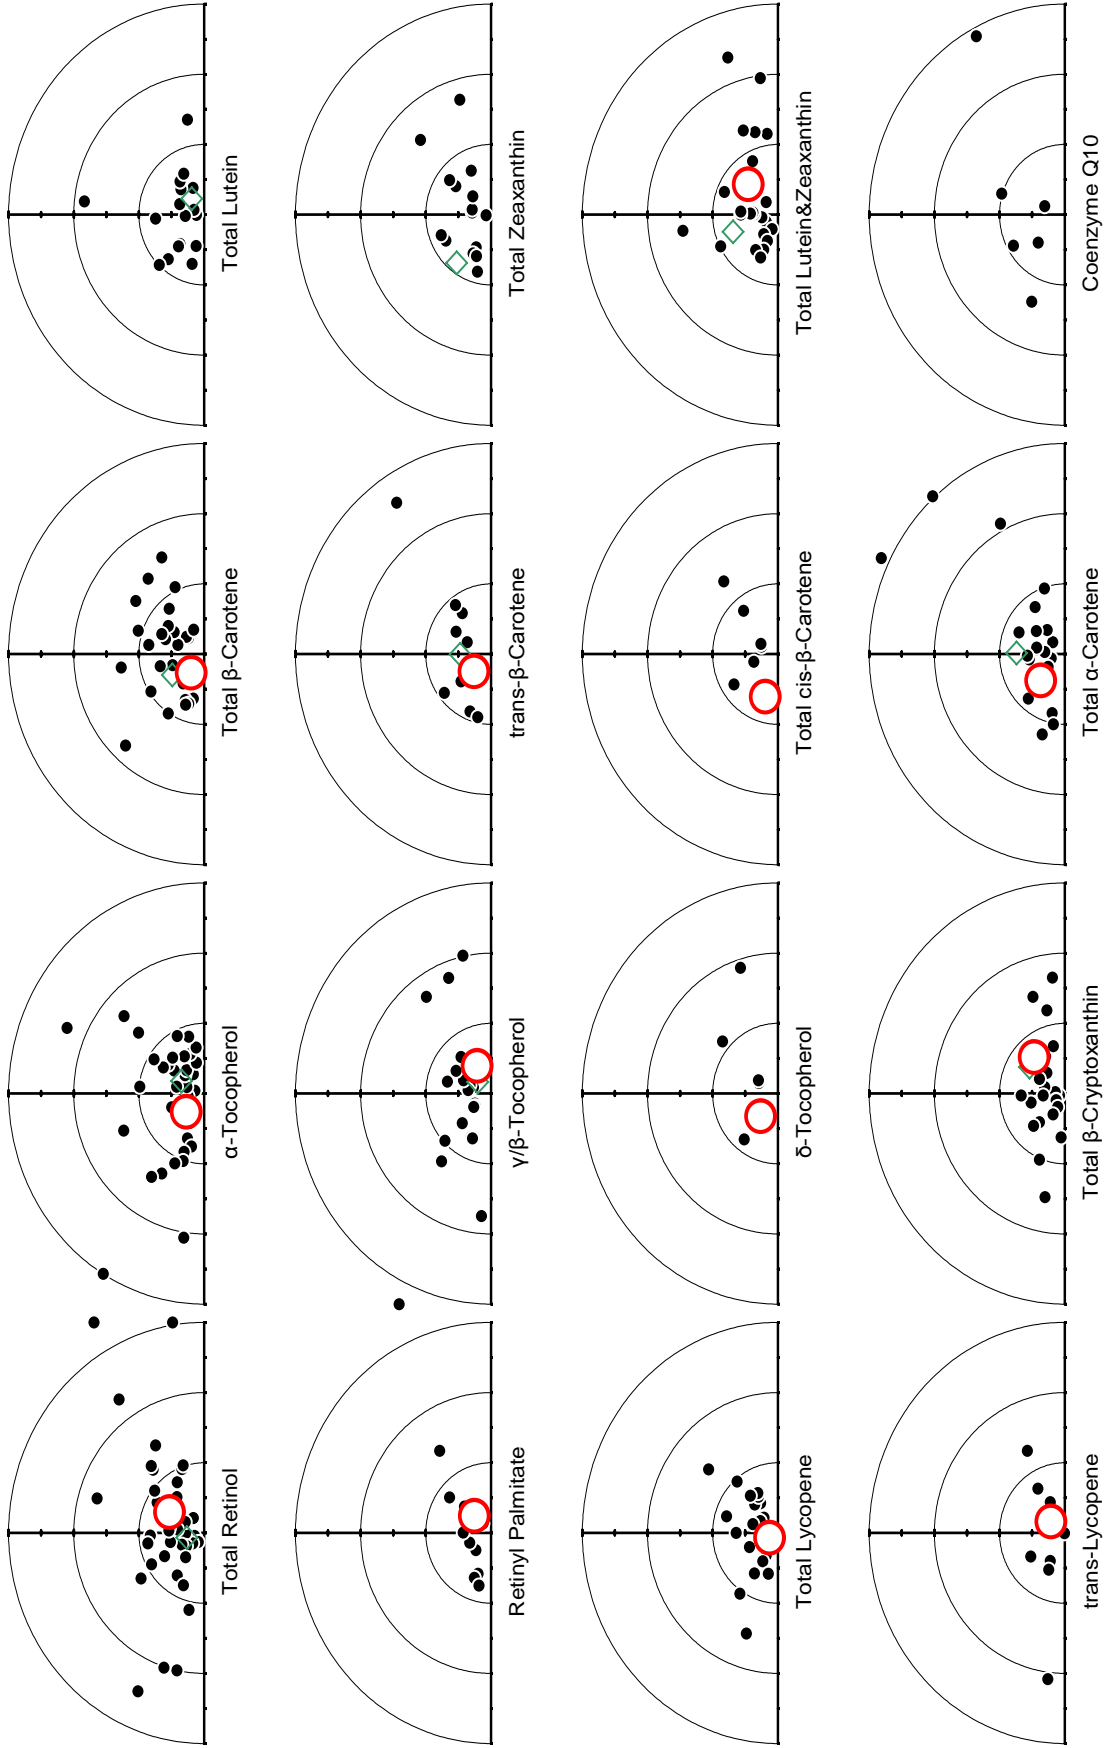 Total Retinol
α-Tocopherol
Total β-Carotene
Total Lutein
Retinyl Palmitate
γ/β-Tocopherol
trans-β-Carotene
Total Zeaxanthin
Total Lycopene
δ-Tocopherol
Total cis-β-Carotene
Total Lutein&Zeaxanthin
trans-Lycopene
Total β-Cryptoxanthin
Total α-Carotene
Coenzyme Q10